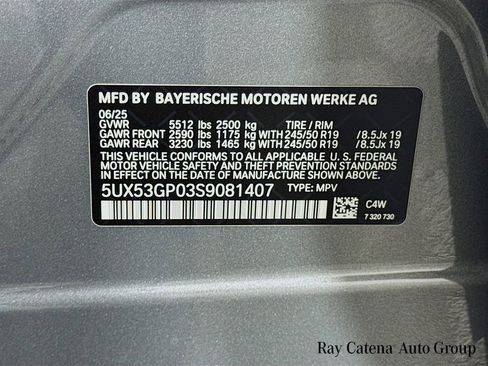 MFD BY BAYERISCHE MOTOREN WERKE AG
06/25
GVWR 5512 lbs 2500 kg TIRE / RIM
GAWR FRONT 2590 lbs 1175 kg WITH 245/50 R19 / 8.5J x 19
GAWR REAR 3230 lbs 1465 kg WITH 245/50 R19 / 8.5J x 19
THIS VEHICLE CONFORMS TO ALL APPLICABLE U. S. FEDERAL
MOTOR VEHICLE SAFETY AND THEFT PREVENTION STANDARDS
IN EFFECT ON THE DATE OF MANUFACTURE SHOWN ABOVE.
5UX53GP03S9081407 TYPE: MPV
C4W
7 320 730
Ray Catena Auto Group